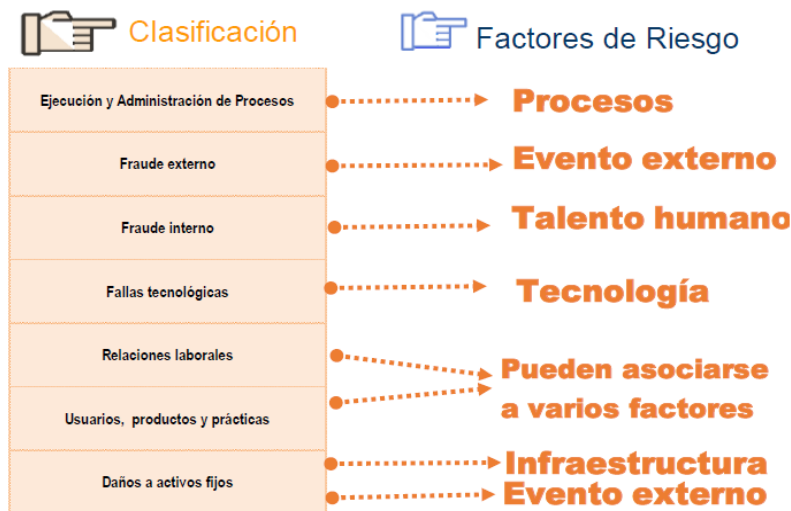 Clasificación
Factores de Riesgo
Ejecución y Administración de Procesos
Procesos
Fraude externo
Evento externo
Fraude interno
Talento humano
Fallas tecnológicas
Tecnología
Relaciones laborales
Usuarios, productos y prácticas
Pueden asociarse
a varios factores
Daños a activos fijos
Infraestructura
Evento externo